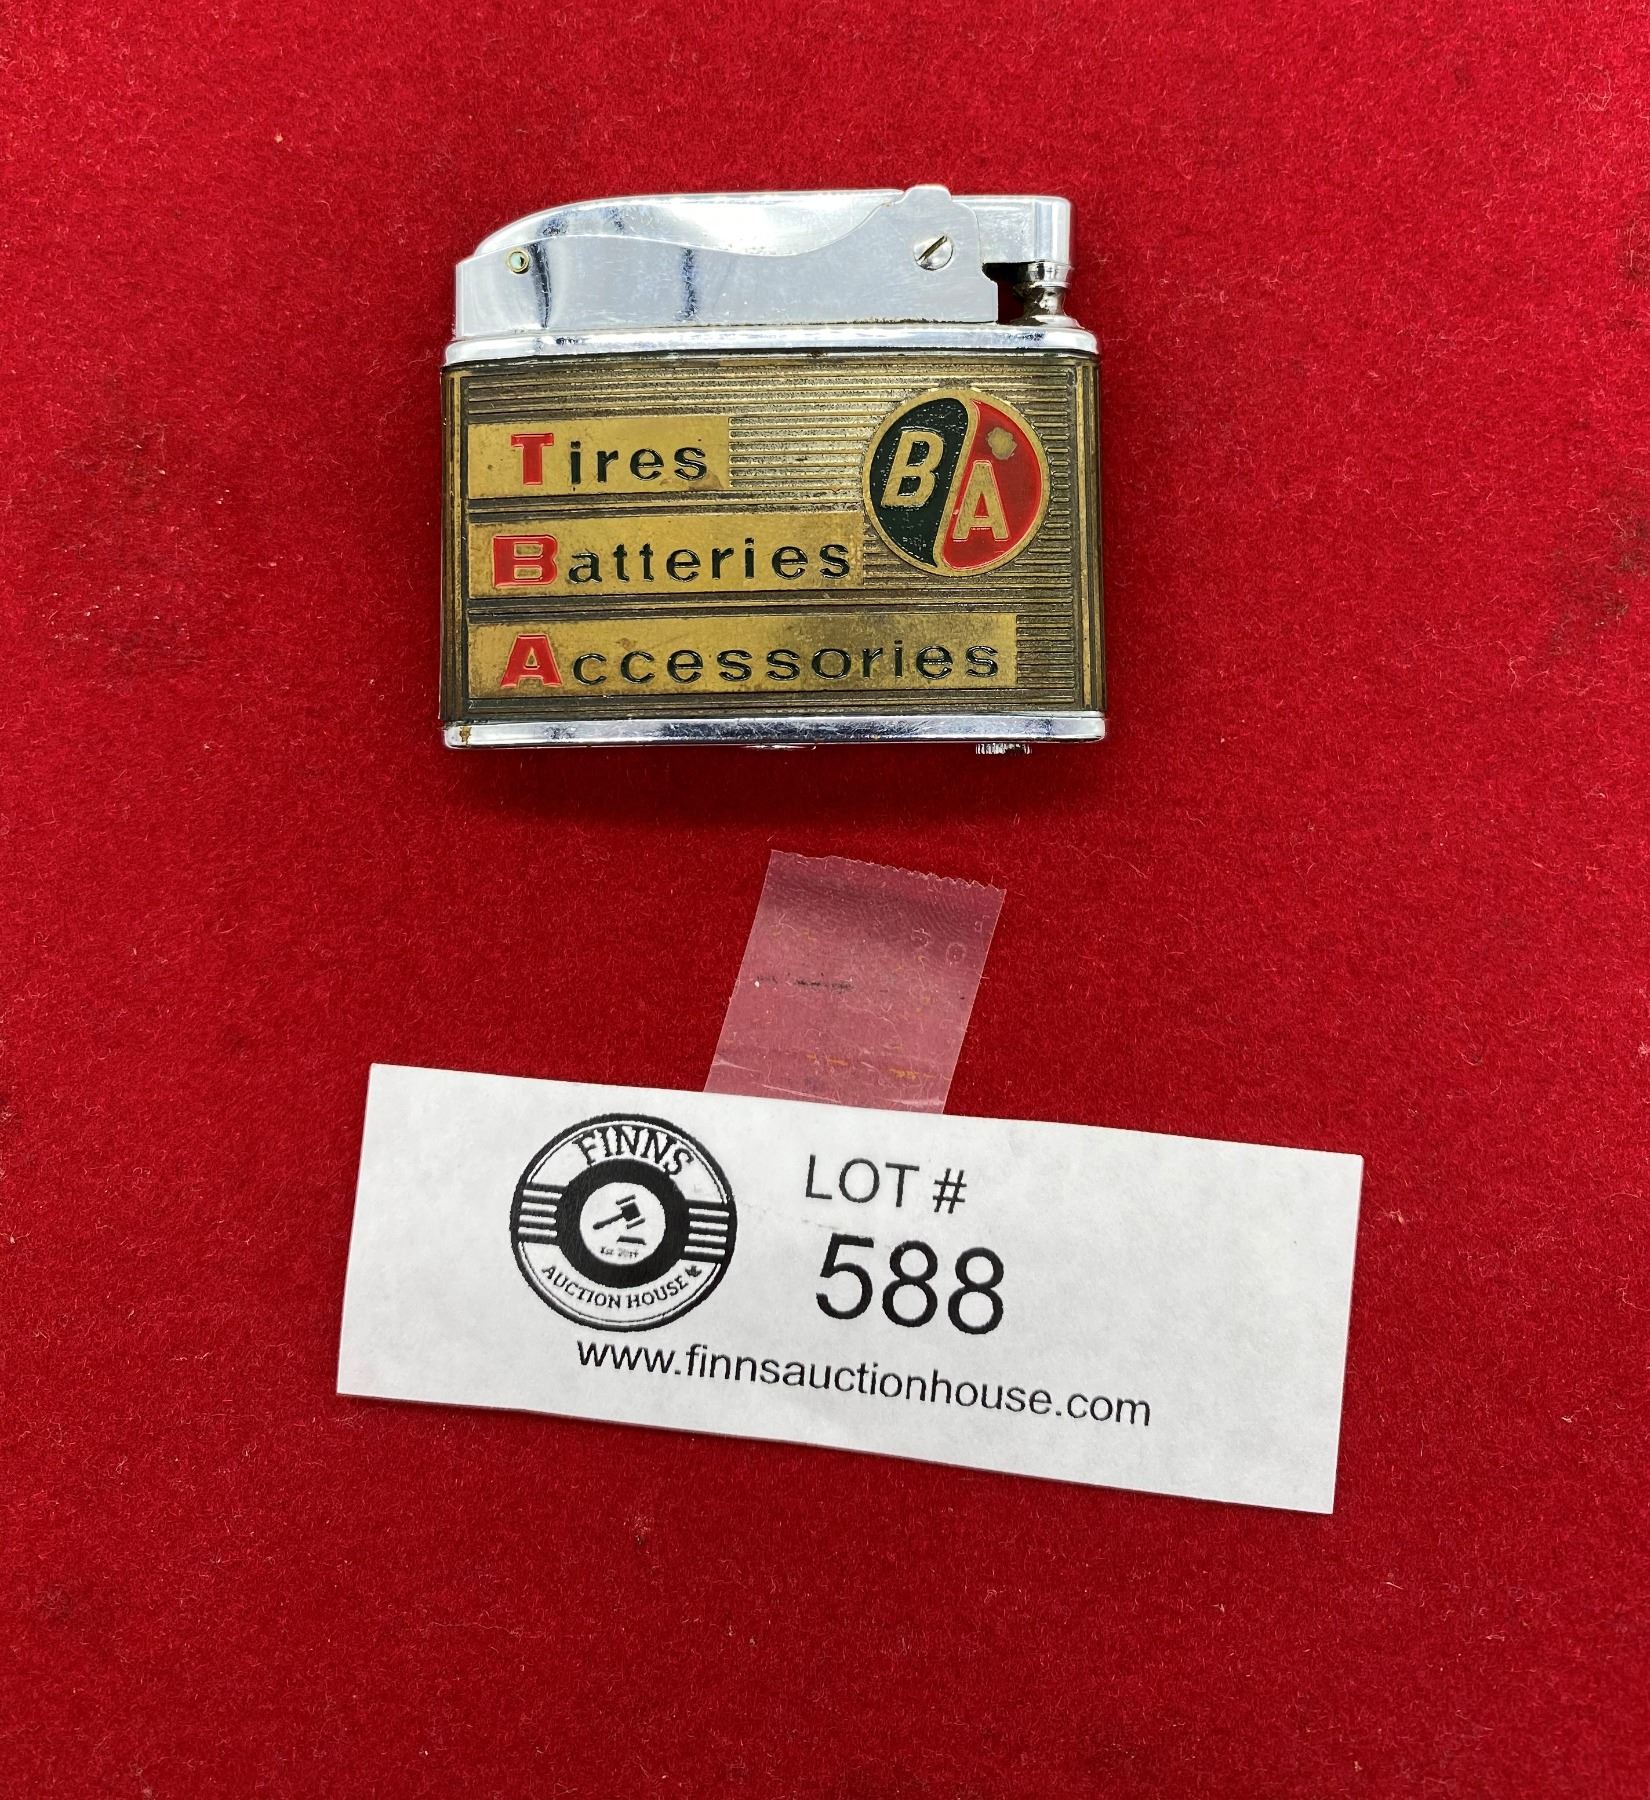 Tires
Batteries
Accessories
BA
FINNS
AUCTION HOUSE
LOT #
588
www.finnsauctionhouse.com